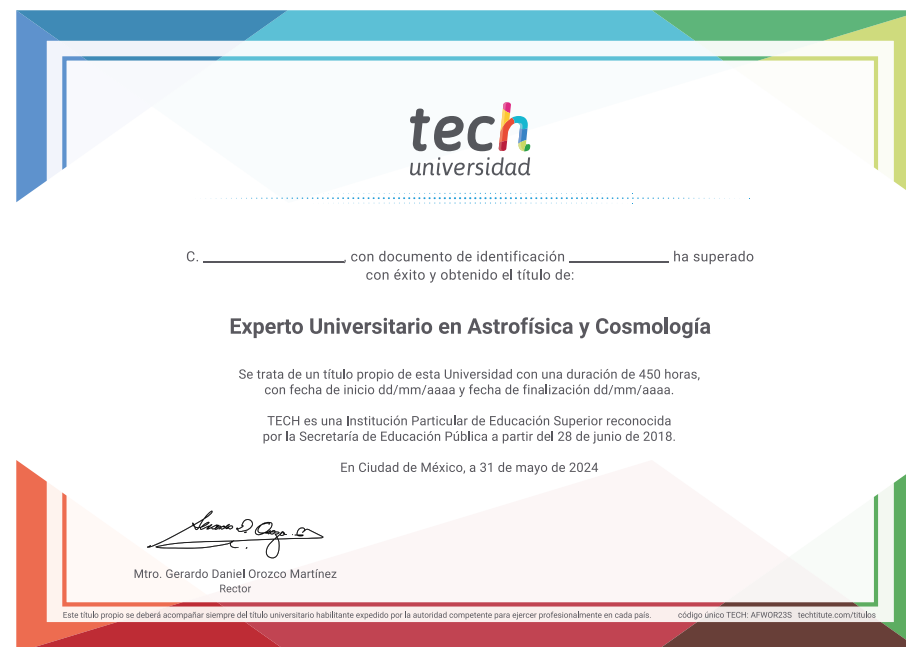 tech
universidad
C. ____________, con documento de identificación ____________ ha superado
con éxito y obtenido el título de:
Experto Universitario en Astrofísica y Cosmología
Se trata de un título propio de esta Universidad con una duración de 450 horas,
con fecha de inicio dd/mm/aaaa y fecha de finalización dd/mm/aaaa.
TECH es una Institución Particular de Educación Superior reconocida
por la Secretaría de Educación Pública a partir del 28 de junio de 2018.
En Ciudad de México, a 31 de mayo de 2024
Mtro. Gerardo Daniel Orozco Martínez
Rector
Este título propio se deberá acompañar siempre del título universitario habilitante expedido por la autoridad competente para ejercer profesionalmente en cada país. código único TECH: AFWOR23S techtitute.com/titulos